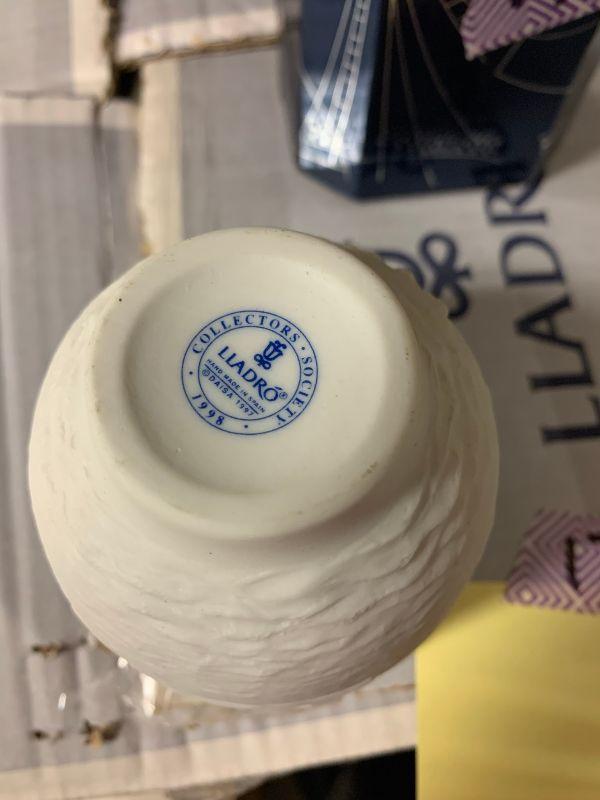 COLLECTORS · SOCIETY
LLADRÓ®
HAND MADE IN SPAIN
© DAISA 1997
· 1998 ·
LLADRÓ